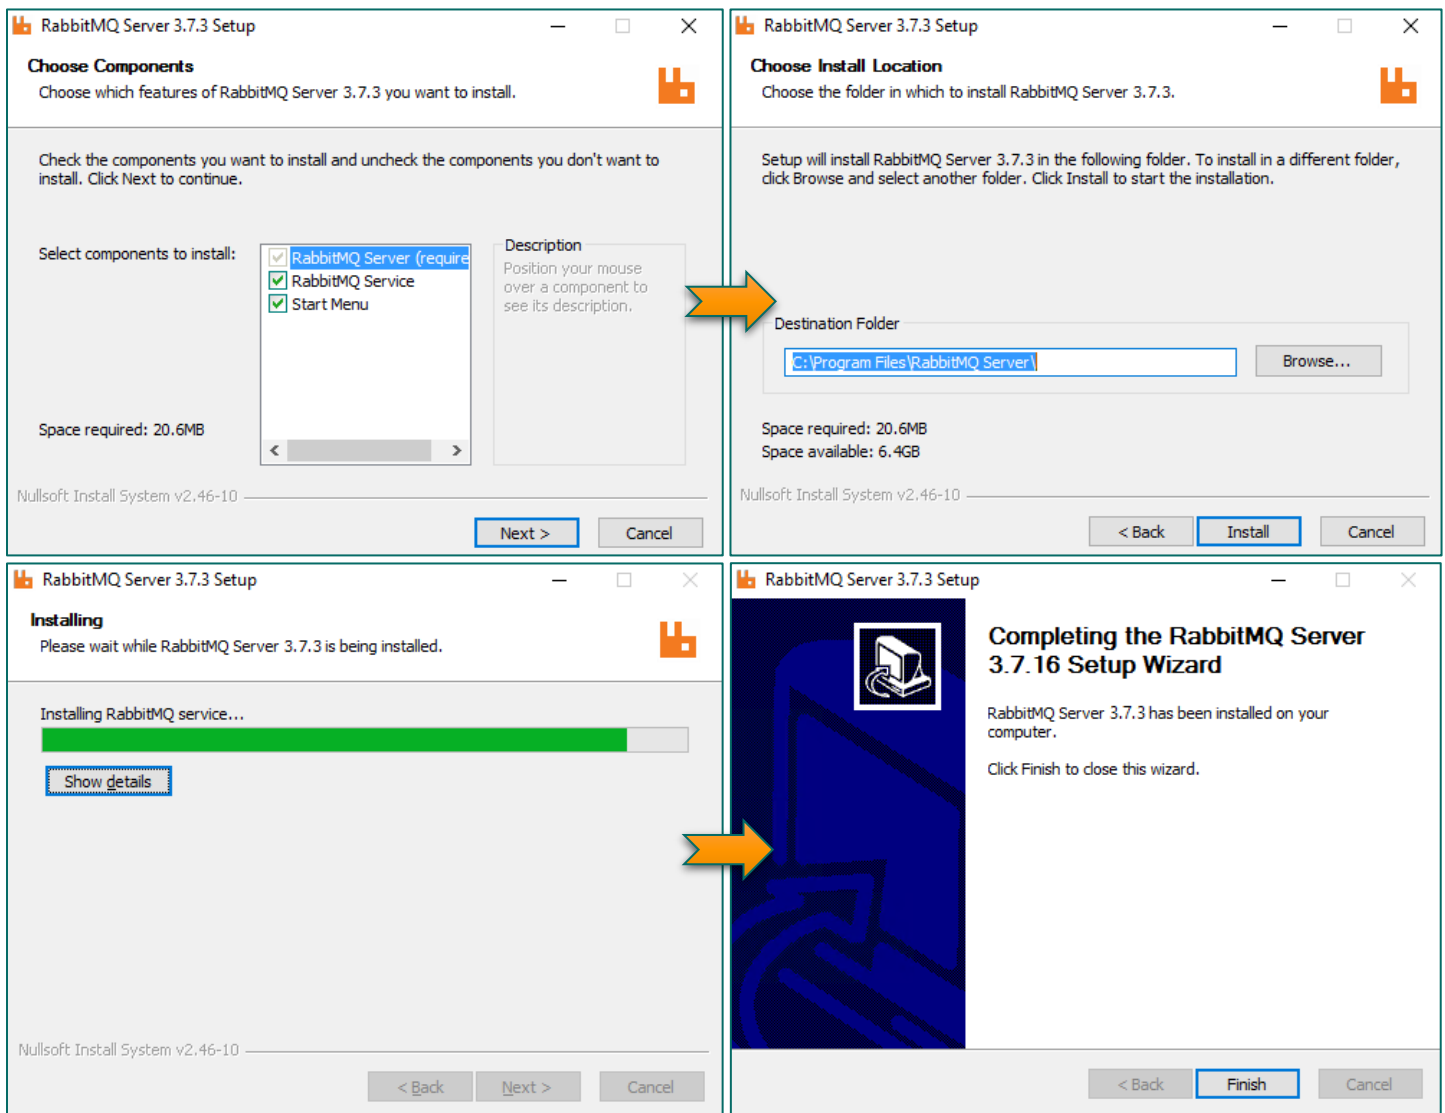 RabbitMQ Server 3.7.3 Setup
Choose Components
Choose which features of RabbitMQ Server 3.7.3 you want to install.
Check the components you want to install and uncheck the components you don't want to
install. Click Next to continue.
Select components to install:
RabbitMQ Server (require
RabbitMQ Service
Start Menu
Description
Position your mouse
over a component to
see its description.
Space required: 20.6MB
Nullsoft Install System v2.46-10
Next >
Cancel
RabbitMQ Server 3.7.3 Setup
Choose Install Location
Choose the folder in which to install RabbitMQ Server 3.7.3.
Setup will install RabbitMQ Server 3.7.3 in the following folder. To install in a different folder,
click Browse and select another folder. Click Install to start the installation.
Destination Folder
C:\Program Files\RabbitMQ Server\
Browse...
Space required: 20.6MB
Space available: 6.4GB
Nullsoft Install System v2.46-10
< Back
Install
Cancel
RabbitMQ Server 3.7.3 Setup
Installing
Please wait while RabbitMQ Server 3.7.3 is being installed.
Installing RabbitMQ service...
Show details
Nullsoft Install System v2.46-10
< Back
Next >
Cancel
RabbitMQ Server 3.7.3 Setup
Completing the RabbitMQ Server
3.7.16 Setup Wizard
RabbitMQ Server 3.7.3 has been installed on your
computer.
Click Finish to close this wizard.
< Back
Finish
Cancel